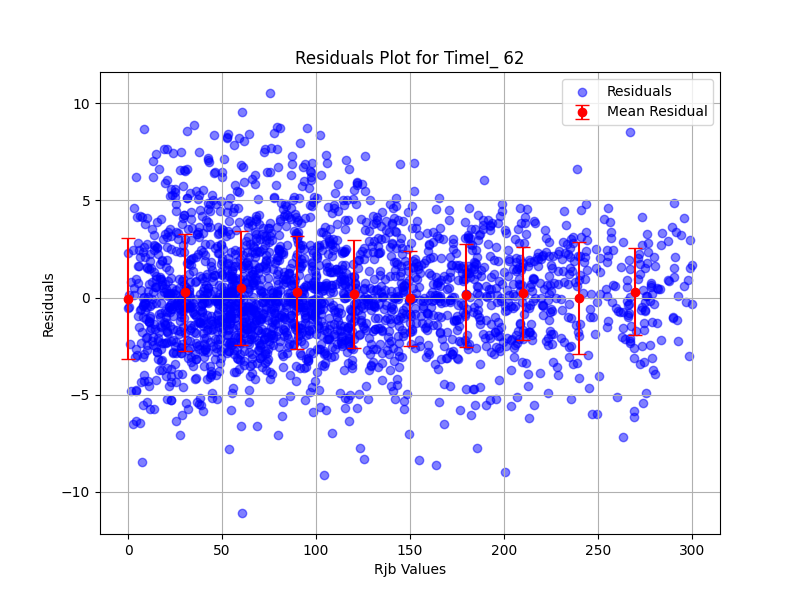 Residuals Plot for TimeI_ 62
Residuals
Mean Residual
10
5
0
−5
−10
Residuals
0 50 100 150 200 250 300
Rjb Values